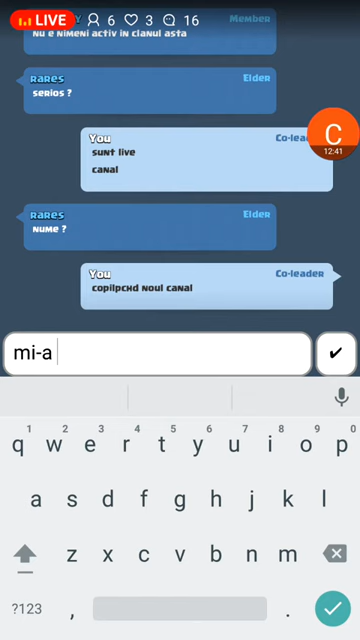 LIVE 6 3 16
Member
Nu e nimeni activ in clanul asta
rares Elder
serios ?
You Co-lea
sunt live
canal
C
12:41
rares Elder
nume ?
You Co-leader
copilpchd noul canal
mi-a
1 2 3 4 5 6 7 8 9 0
q w e r t y u i o p
a s d f g h j k l
z x c v b n m
?123 , .